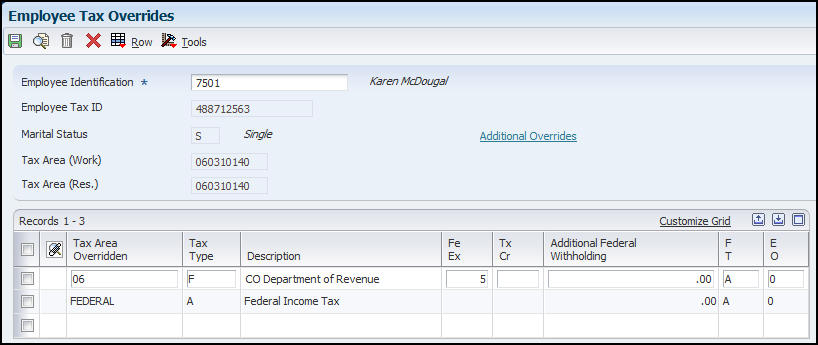 Employee Tax Overrides
Row Tools
Employee Identification * 7501 Karen McDougal
Employee Tax ID 488712563
Marital Status S Single Additional Overrides
Tax Area (Work) 060310140
Tax Area (Res.) 060310140
Records 1 - 3 Customize Grid
Tax Area Overridden Tax Type Description Fe Ex Tx Cr Additional Federal Withholding F T E O
06 F CO Department of Revenue 5 .00 A 0
FEDERAL A Federal Income Tax .00 A 0